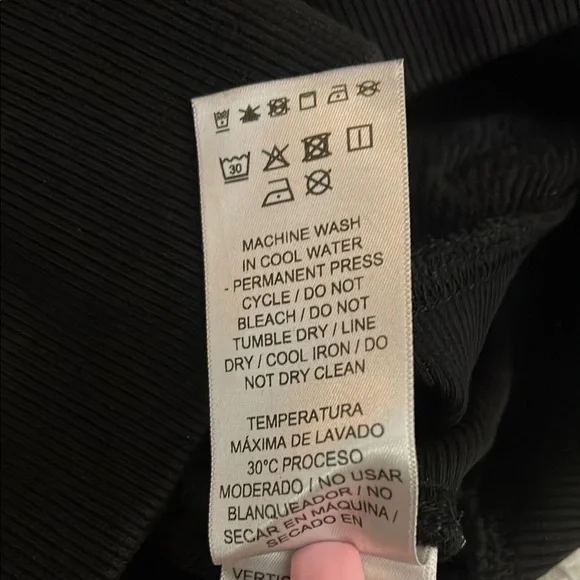 30
MACHINE WASH
IN COOL WATER
- PERMANENT PRESS
CYCLE / DO NOT
BLEACH / DO NOT
TUMBLE DRY / LINE
DRY / COOL IRON / DO
NOT DRY CLEAN
TEMPERATURA
MÁXIMA DE LAVADO
30°C PROCESO
MODERADO / NO USAR
BLANQUEADOR / NO
SECAR EN MÁQUINA /
SECADO EN